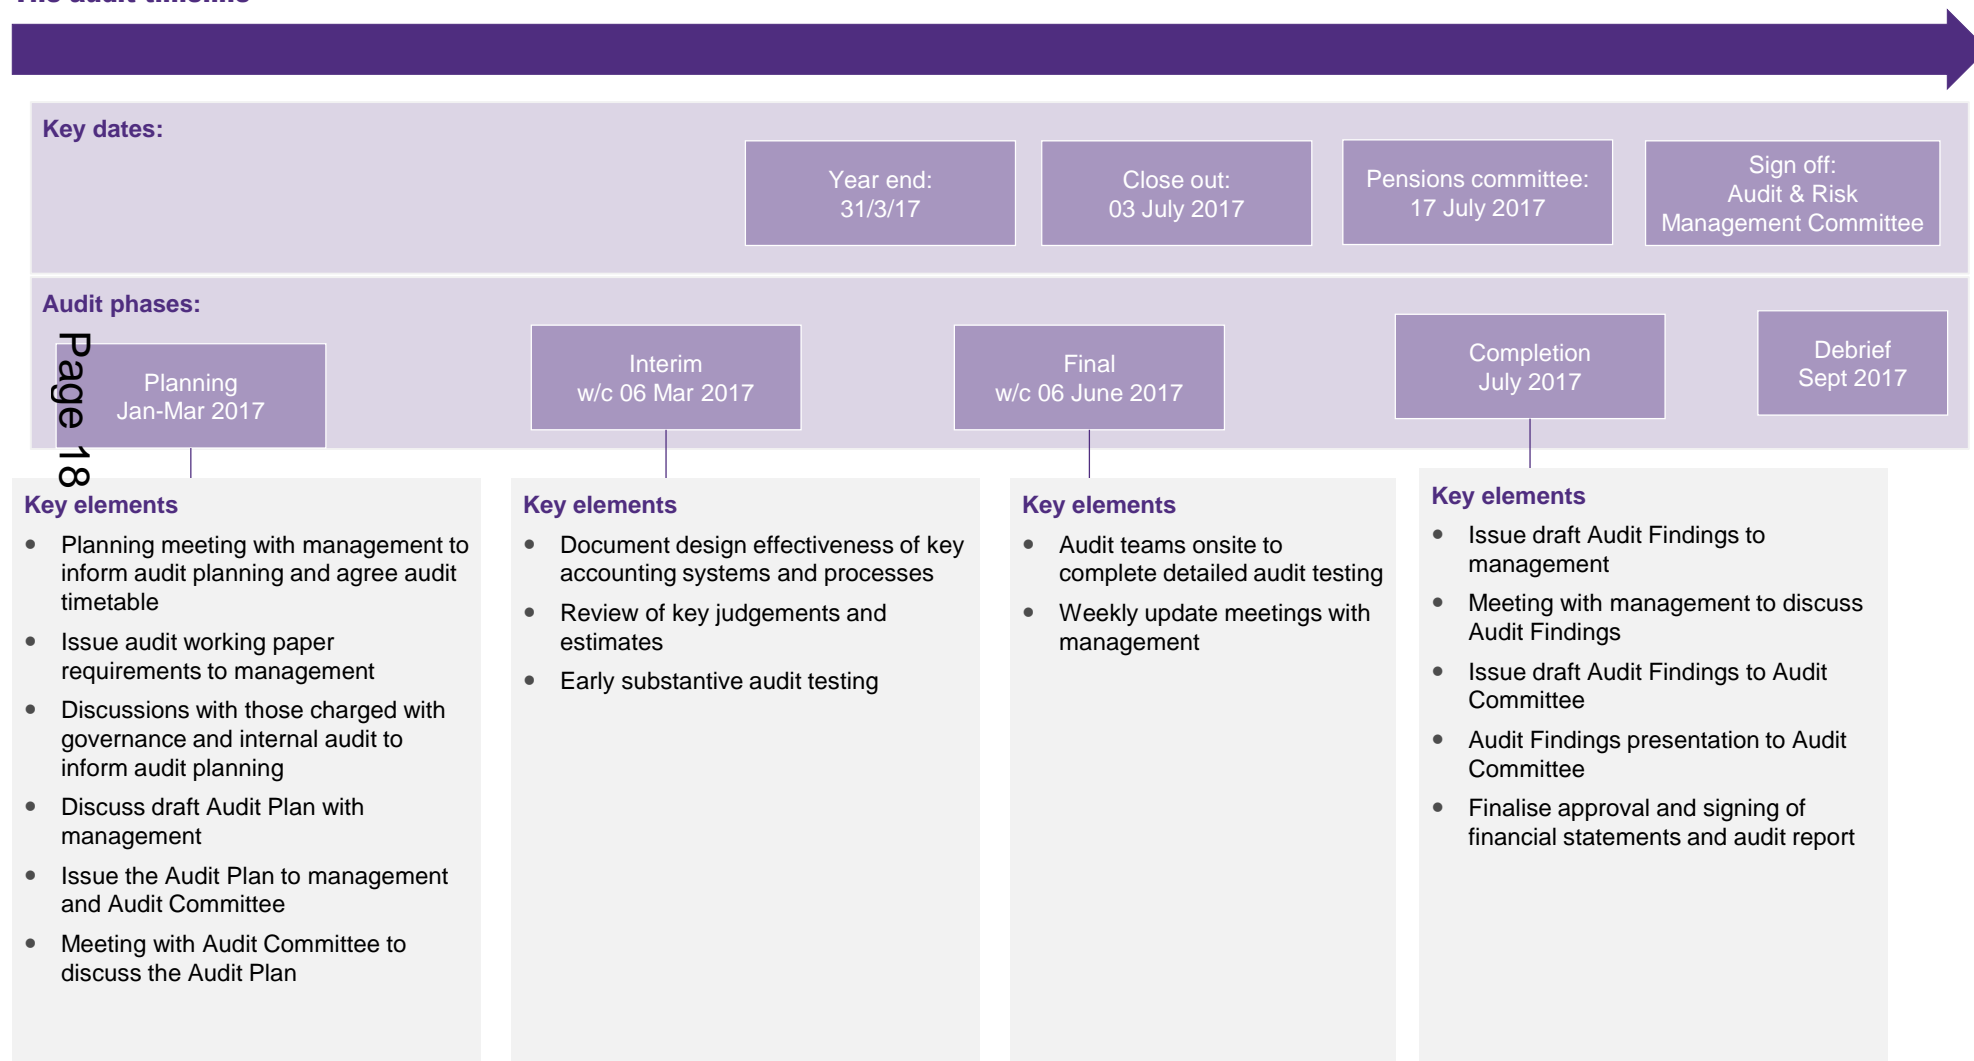 The audit timeline
Key dates:
Year end:
31/3/17
Close out:
03 July 2017
Pensions committee:
17 July 2017
Sign off:
Audit & Risk
Management Committee
Audit phases:
Planning
Jan-Mar 2017
Interim
w/c 06 Mar 2017
Final
w/c 06 June 2017
Completion
July 2017
Debrief
Sept 2017
Page 18
Key elements
• Planning meeting with management to
inform audit planning and agree audit
timetable
• Issue audit working paper
requirements to management
• Discussions with those charged with
governance and internal audit to
inform audit planning
• Discuss draft Audit Plan with
management
• Issue the Audit Plan to management
and Audit Committee
• Meeting with Audit Committee to
discuss the Audit Plan
Key elements
• Document design effectiveness of key
accounting systems and processes
• Review of key judgements and
estimates
• Early substantive audit testing
Key elements
• Audit teams onsite to
complete detailed audit testing
• Weekly update meetings with
management
Key elements
• Issue draft Audit Findings to
management
• Meeting with management to discuss
Audit Findings
• Issue draft Audit Findings to Audit
Committee
• Audit Findings presentation to Audit
Committee
• Finalise approval and signing of
financial statements and audit report